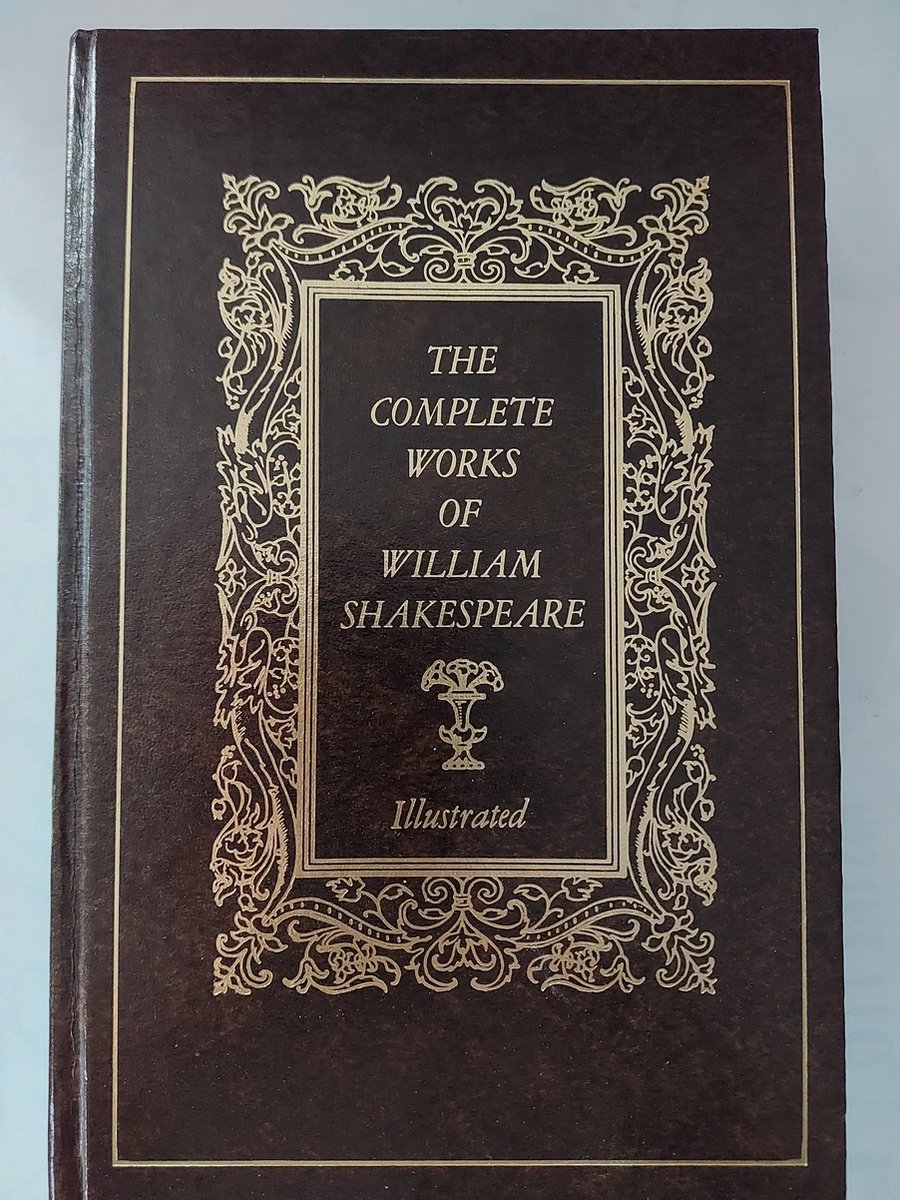 THE
COMPLETE
WORKS
OF
WILLIAM
SHAKESPEARE
Illustrated